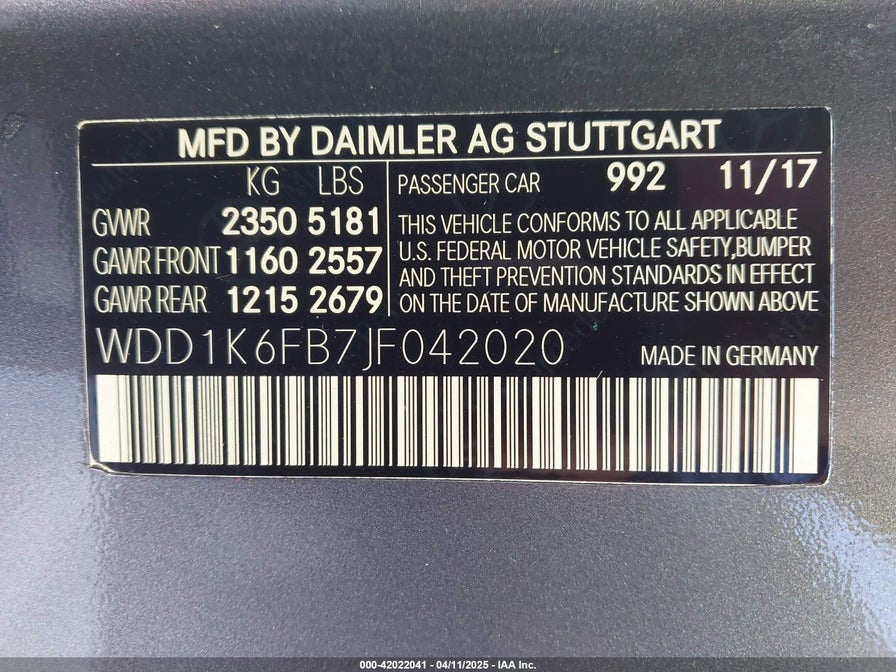 MFD BY DAIMLER AG STUTTGART
KG LBS
GVWR 2350 5181
GAWR FRONT 1160 2557
GAWR REAR 1215 2679
PASSENGER CAR 992 11/17
THIS VEHICLE CONFORMS TO ALL APPLICABLE
U.S. FEDERAL MOTOR VEHICLE SAFETY,BUMPER
AND THEFT PREVENTION STANDARDS IN EFFECT
ON THE DATE OF MANUFACTURE SHOWN ABOVE
WDD1K6FB7JF042020
MADE IN GERMANY
000-42022041 - 04/11/2025 - IAA Inc.